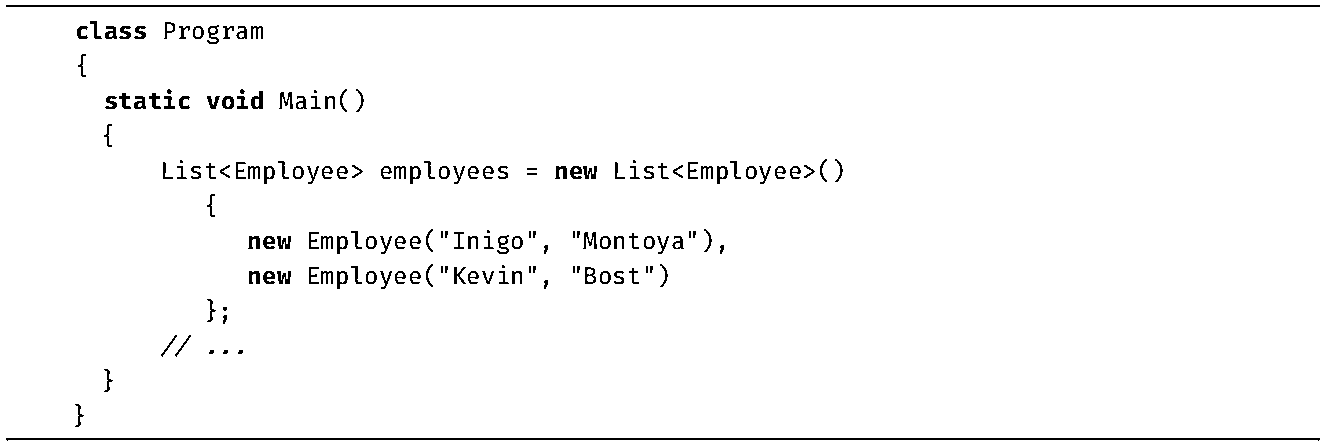 class Program
{
static void Main()
{
List<Employee> employees = new List<Employee>()
{
new Employee("Inigo", "Montoya"),
new Employee("Kevin", "Bost")
};
// ...
}
}